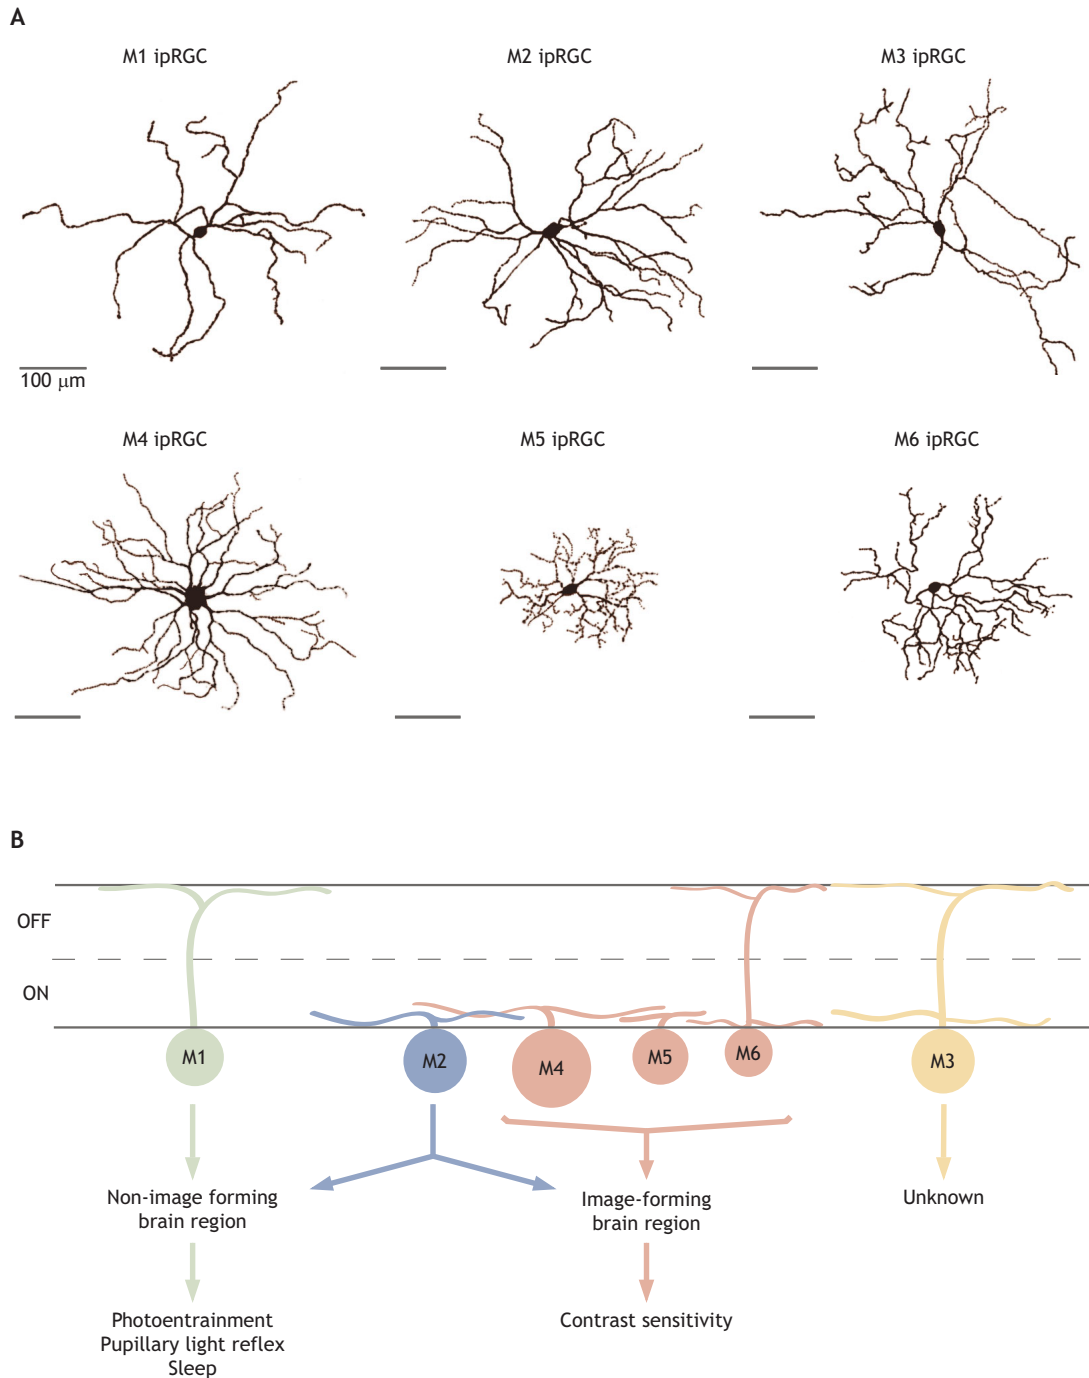 A
M1 ipRGC
M2 ipRGC
M3 ipRGC
100 μm
M4 ipRGC
M5 ipRGC
M6 ipRGC
B
OFF
ON
M1
M2
M4
M5
M6
M3
Non-image forming
brain region
Image-forming
brain region
Unknown
Photoentrainment
Pupillary light reflex
Sleep
Contrast sensitivity